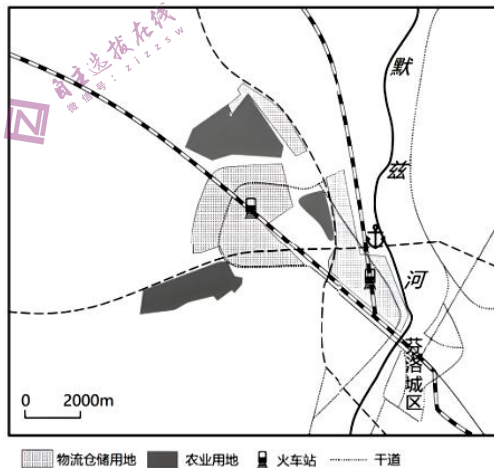 自主选拔在线
微信号：zizzsw
默
兹
河
芬洛城区
0 2000m
物流仓储用地 农业用地 火车站 干道